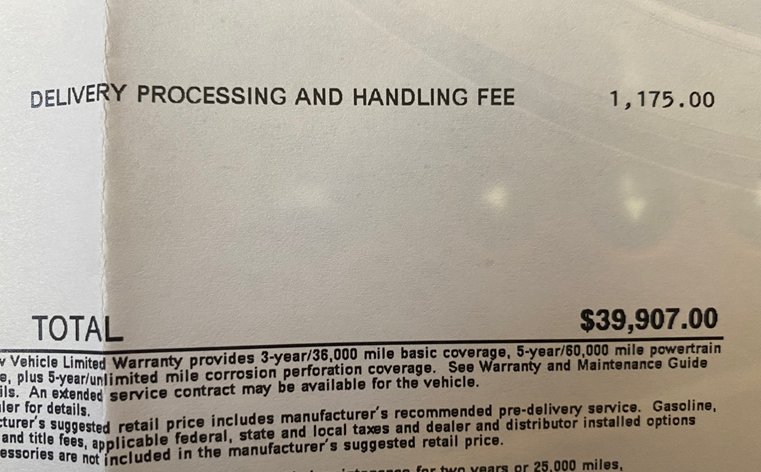 DELIVERY PROCESSING AND HANDLING FEE 1,175.00
TOTAL $39,907.00
Vehicle Limited Warranty provides 3-year/36,000 mile basic coverage, 5-year/60,000 mile powertrain
plus 5-year/unlimited mile corrosion perforation coverage. See Warranty and Maintenance Guide
An extended service contract may be available for the vehicle.
for details.
suggested retail price includes manufacturer's recommended pre-delivery service. Gasoline,
and title fees, applicable federal, state and local taxes and dealer and distributor installed options
are not included in the manufacturer's suggested retail price.
for two years or 25,000 miles,